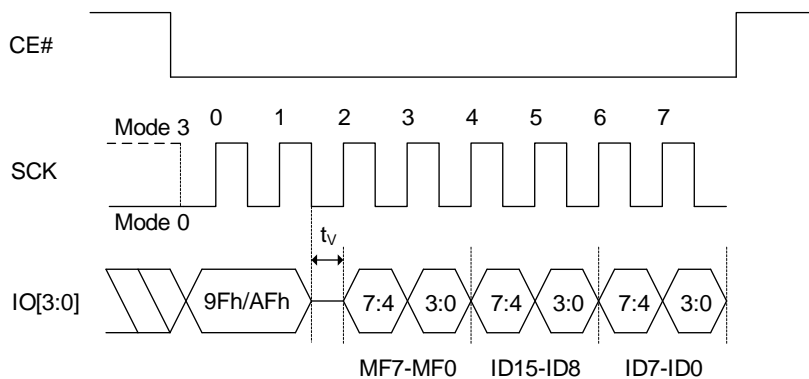 CE#
Mode 3 0 1 2 3 4 5 6 7
SCK
Mode 0
tV
IO[3:0] 9Fh/AFh 7:4 3:0 7:4 3:0 7:4 3:0
MF7-MF0 ID15-ID8 ID7-ID0